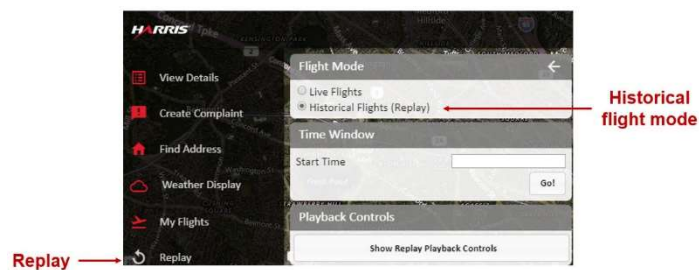 HARRIS
View Details
Create Complaint
Find Address
Weather Display
My Flights
Replay
Flight Mode
Live Flights
Historical Flights (Replay)
Time Window
Start Time
Go!
Playback Controls
Show Replay Playback Controls
Historical
flight mode
Replay